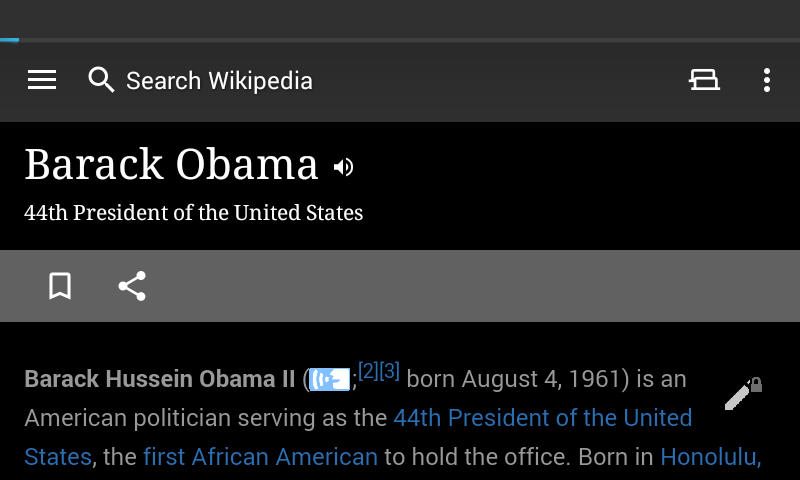 Search Wikipedia
Barack Obama
44th President of the United States
Barack Hussein Obama II (;[2][3] born August 4, 1961) is an
American politician serving as the 44th President of the United
States, the first African American to hold the office. Born in Honolulu,